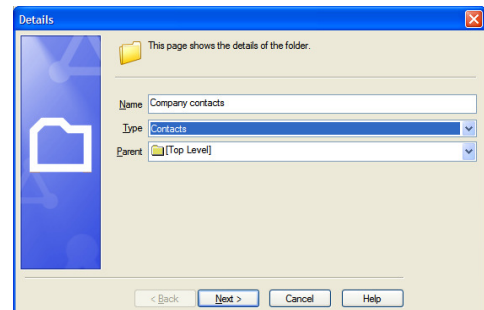 Details
This page shows the details of the folder.
Name Company contacts
Type Contacts
Parent [Top Level]
< Back Next > Cancel Help